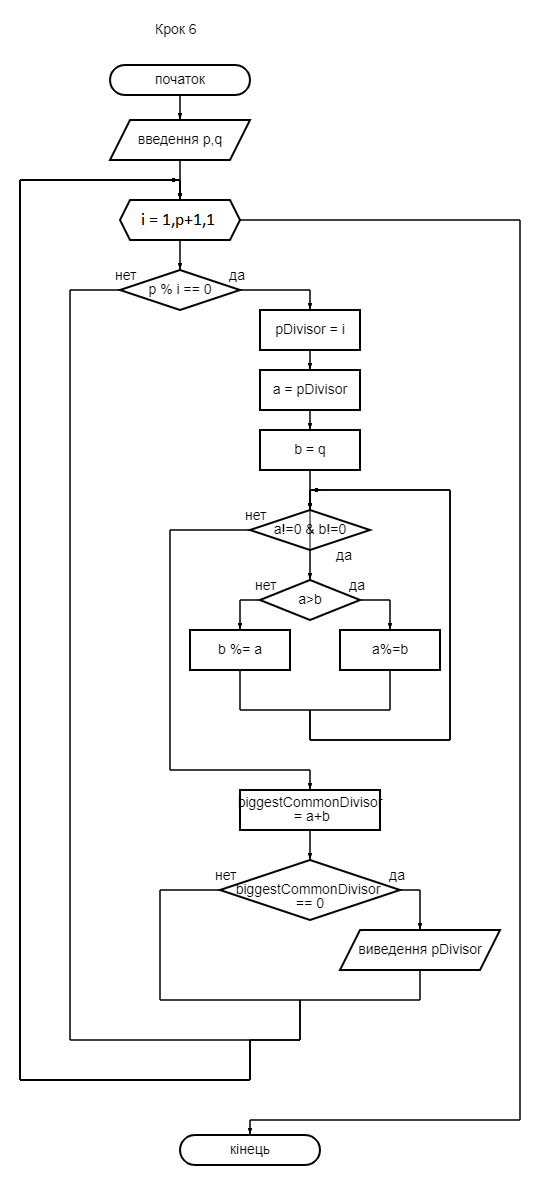 Крок 6
початок
введення p,q
i = 1,p+1,1
нет
да
p % i == 0
pDivisor = i
a = pDivisor
b = q
нет
a!=0 & b!=0
да
нет
да
a>b
b %= a
a%=b
biggestCommonDivisor
= a+b
нет
да
biggestCommonDivisor
== 0
виведення pDivisor
кінець